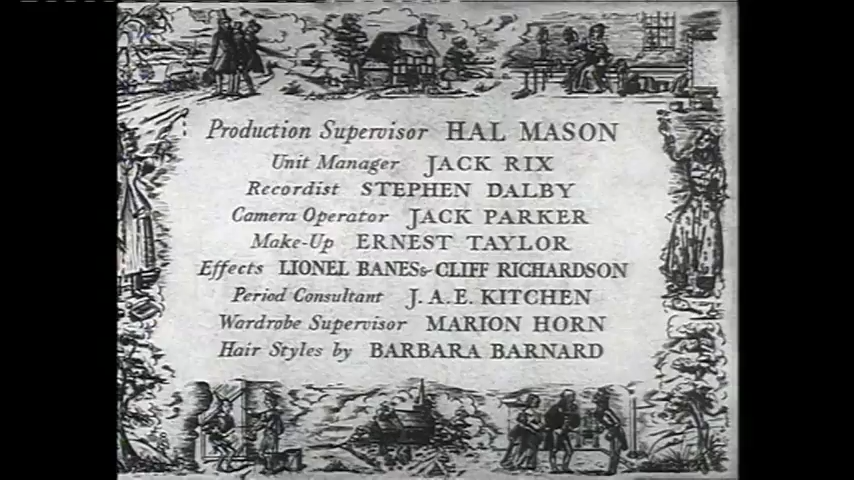 Production Supervisor HAL MASON
Unit Manager JACK RIX
Recordist STEPHEN DALBY
Camera Operator JACK PARKER
Make-Up ERNEST TAYLOR
Effects LIONEL BANES & CLIFF RICHARDSON
Period Consultant J. A. E. KITCHEN
Wardrobe Supervisor MARION HORN
Hair Styles by BARBARA BARNARD